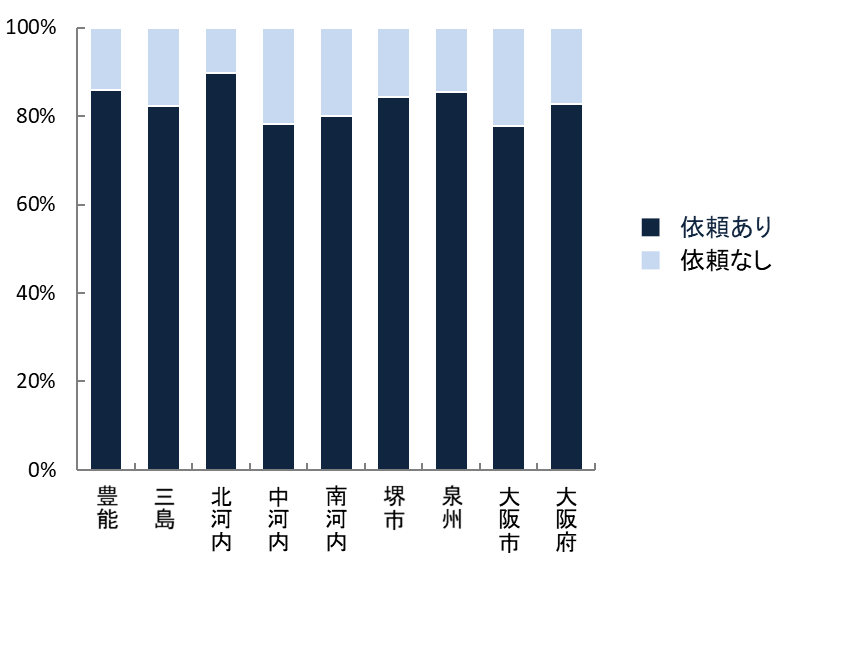 100%
80%
60%
40%
20%
0%
豊能
三島
北河内
中河内
南河内
堺市
泉州
大阪市
大阪府
依頼あり
依頼なし